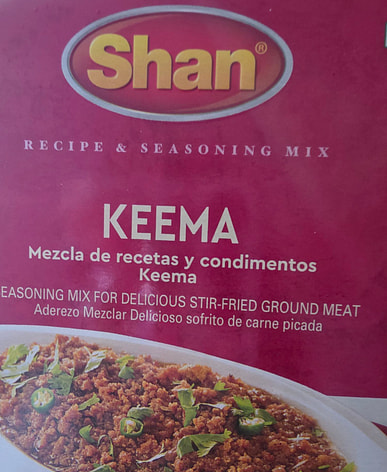 Shan®
RECIPE & SEASONING MIX
KEEMA
Mezcla de recetas y condimentos
Keema
EASONING MIX FOR DELICIOUS STIR-FRIED GROUND MEAT
Aderezo Mezclar Delicioso sofrito de carne picada